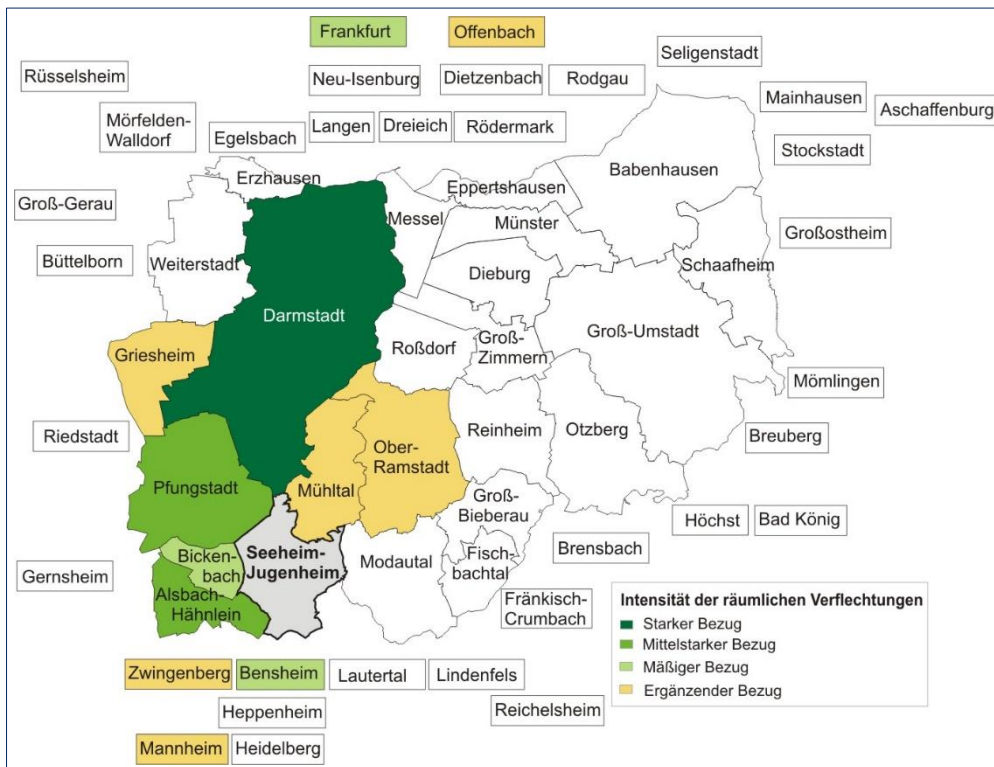 Frankfurt
Offenbach
Seligenstadt
Rüsselsheim
Neu-Isenburg
Dietzenbach
Rodgau
Mainhausen
Aschaffenburg
Mörfelden-
Walldorf
Egelsbach
Langen
Dreieich
Rödermark
Stockstadt
Erzhausen
Eppertshausen
Babenhausen
Groß-Gerau
Messel
Münster
Großostheim
Büttelborn
Weiterstadt
Dieburg
Schaafheim
Darmstadt
Groß-Umstadt
Griesheim
Roßdorf
Groß-
Zimmern
Mömlingen
Riedstadt
Reinheim
Otzberg
Breuberg
Ober-
Ramstadt
Pfungstadt
Mühltal
Groß-
Bieberau
Höchst
Bad König
Bicken-
bach
Seeheim-
Jugenheim
Modautal
Fisch-
bachtal
Brensbach
Gernsheim
Alsbach-
Hähnlein
Fränkisch-
Crumbach
Intensität der räumlichen Verflechtungen
Starker Bezug
Mittelstarker Bezug
Mäßiger Bezug
Ergänzender Bezug
Zwingenberg
Bensheim
Lautertal
Lindenfels
Heppenheim
Reichelsheim
Mannheim
Heidelberg